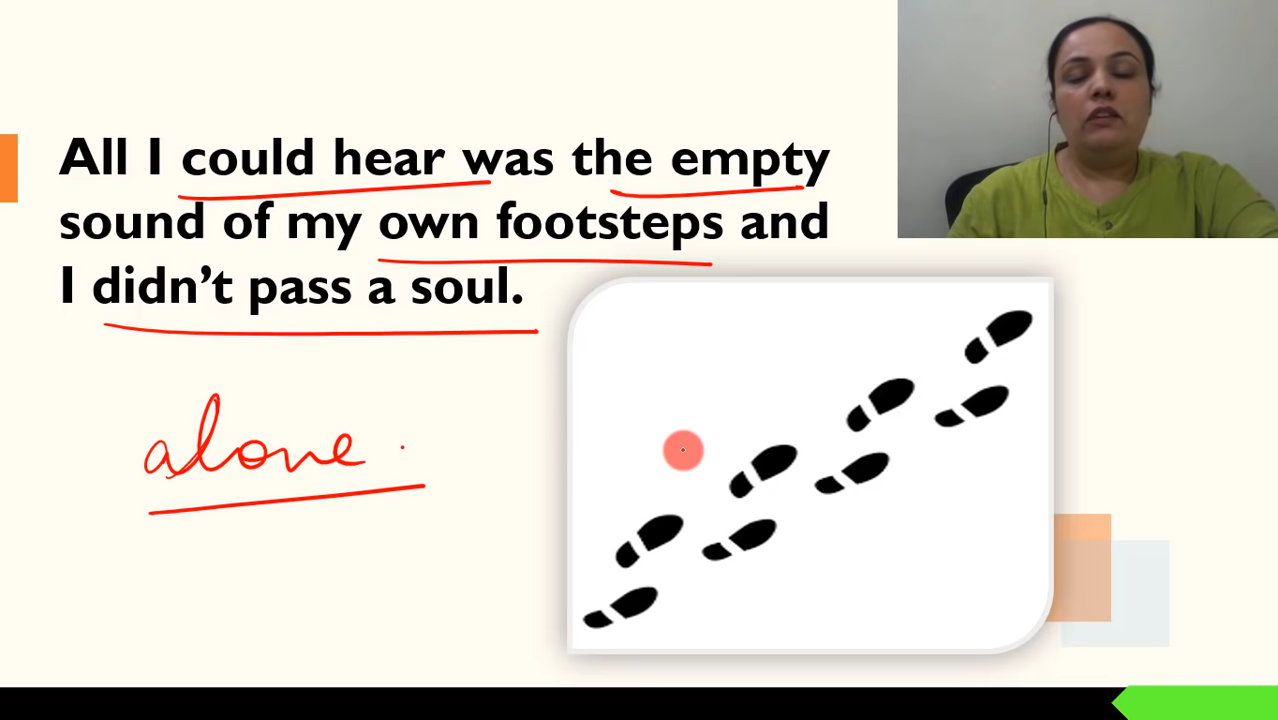 All I could hear was the empty
sound of my own footsteps and
I didn’t pass a soul.
alone.